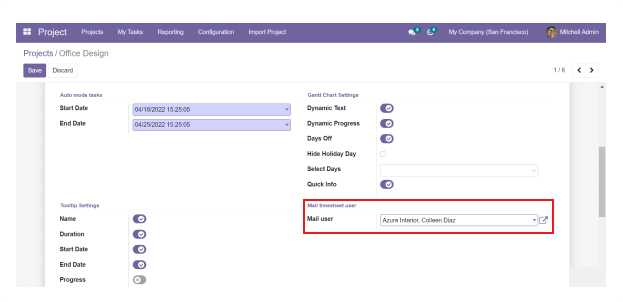 Project Projects My Tasks Reporting Configuration Import Project My Company (San Francisco) Mitchell Admin
Projects / Office Design
Save Discard 1 / 8
Auto mode tasks Gantt Chart Settings
Start Date 04/18/2022 15:25:05 Dynamic Text
End Date 04/25/2022 15:25:05 Dynamic Progress
Days Off
Hide Holiday Day
Select Days
Quick Info
Tooltip Settings Mail timesheet user
Name Mail user Azure Interior, Colleen Diaz
Duration
Start Date
End Date
Progress